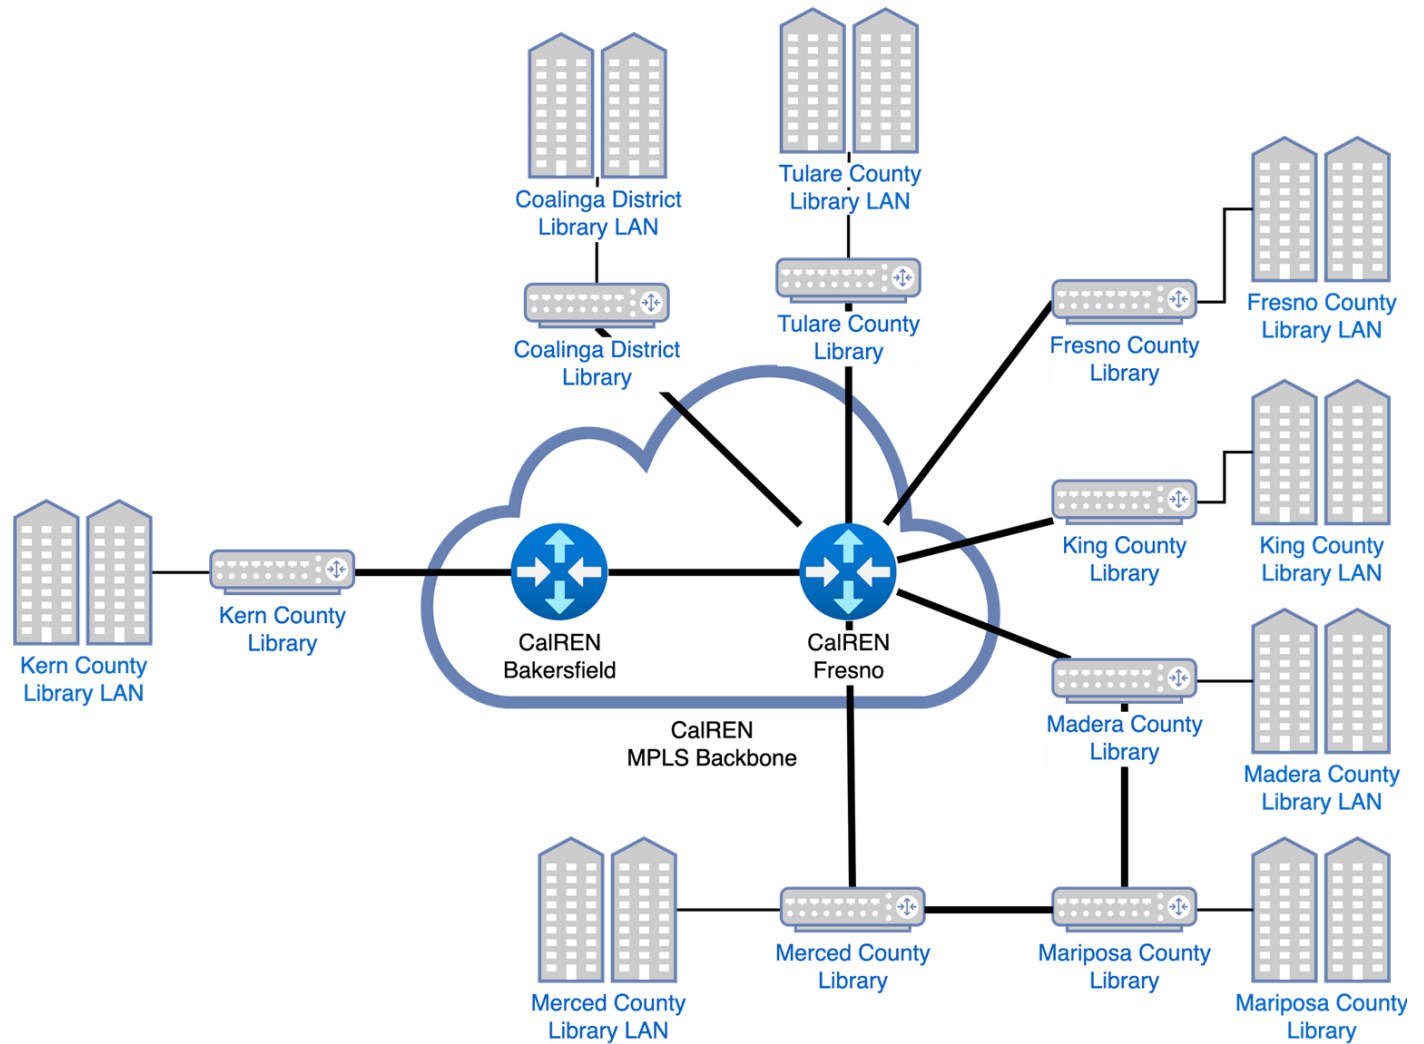 Coalinga District
Library LAN
Tulare County
Library LAN
Coalinga District
Library
Tulare County
Library
Fresno County
Library
Fresno County
Library LAN
King County
Library
King County
Library LAN
Kern County
Library LAN
Kern County
Library
CalREN
Bakersfield
CalREN
Fresno
CalREN
MPLS Backbone
Madera County
Library
Madera County
Library LAN
Merced County
Library LAN
Merced County
Library
Mariposa County
Library
Mariposa County
Library